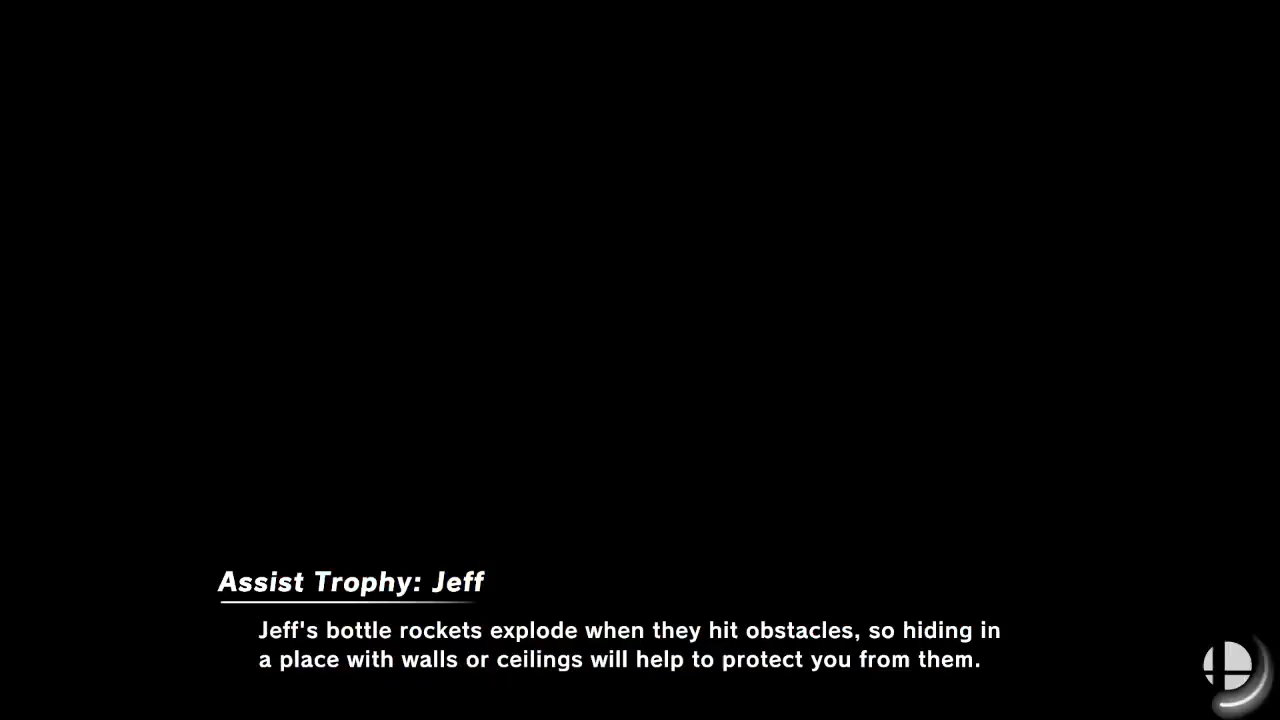 Assist Trophy: Jeff
Jeff's bottle rockets explode when they hit obstacles, so hiding in
a place with walls or ceilings will help to protect you from them.